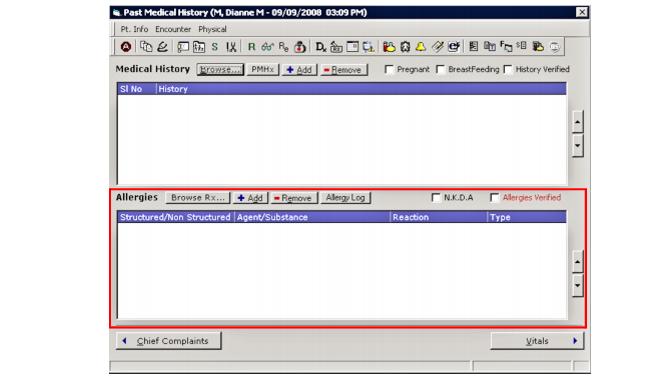 Past Medical History (M, Dianne M - 09/09/2008 03:09 PM)
Pt. Info Encounter Physical
S R Re Dx
Medical History Browse... PMHx Add Remove Pregnant BreastFeeding History Verified
Sl No History
Allergies Browse Rx... Add Remove Allergy Log N.K.D.A Allergies Verified
Structured/Non Structured Agent/Substance Reaction Type
Chief Complaints Vitals